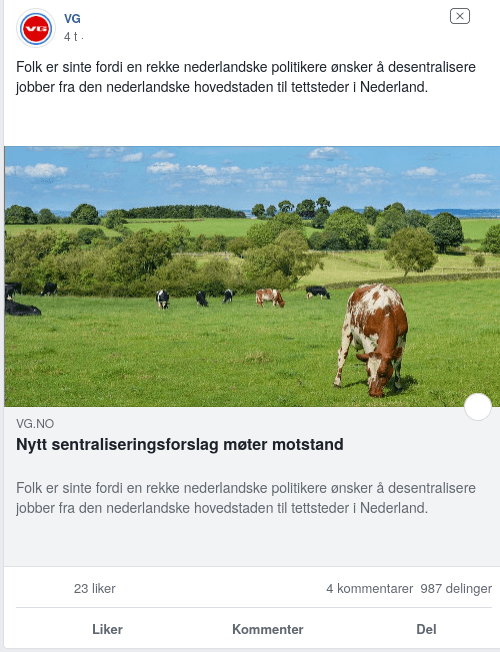 VG
VG
4 t ·
Folk er sinte fordi en rekke nederlandske politikere ønsker å desentralisere
jobber fra den nederlandske hovedstaden til tettsteder i Nederland.
VG.NO
Nytt sentraliseringsforslag møter motstand
Folk er sinte fordi en rekke nederlandske politikere ønsker å desentralisere
jobber fra den nederlandske hovedstaden til tettsteder i Nederland.
23 liker 4 kommentarer 987 delinger
Liker Kommenter Del